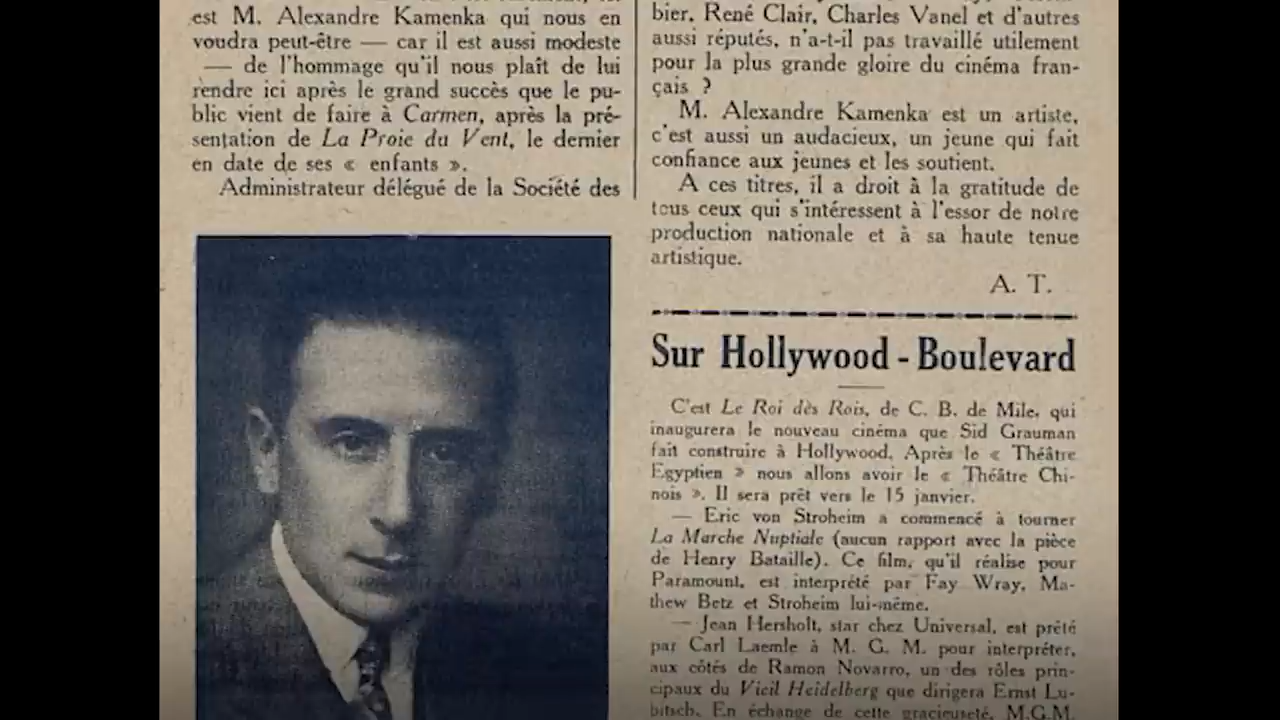 est M. Alexandre Kamenka qui nous en
voudra peut-être — car il est aussi modeste
— de l'hommage qu'il nous plaît de lui
rendre ici après le grand succès que le pu-
blic vient de faire à Carmen, après la pré-
sentation de La Proie du Vent, le dernier
en date de ses « enfants ».
Administrateur délégué de la Société des
bier, René Clair, Charles Vanel et d'autres
aussi réputés, n'a-t-il pas travaillé utilement
pour la plus grande gloire du cinéma fran-
çais ?
M. Alexandre Kamenka est un artiste,
c'est aussi un audacieux, un jeune qui fait
confiance aux jeunes et les soutient.
A ces titres, il a droit à la gratitude de
tous ceux qui s'intéressent à l'essor de notre
production nationale et à sa haute tenue
artistique.
A. T.
Sur Hollywood-Boulevard
C'est Le Roi dès Rois, de C. B. de Mile, qui
inaugurera le nouveau cinéma que Sid Grauman
fait construire à Hollywood. Après le « Théâtre
Egyptien » nous allons avoir le « Théâtre Chi-
nois ». Il sera prêt vers le 15 janvier.
— Eric von Stroheim a commencé à tourner
La Marche Nuptiale (aucun rapport avec la pièce
de Henry Bataille). Ce film, qu'il réalise pour
Paramount, est interprété par Fay Wray, Ma-
thew Betz et Stroheim lui-même.
— Jean Hersholt, star chez Universal, est prêté
par Carl Laemle à M. G. M. pour interpréter,
aux côtés de Ramon Novarro, un des rôles prin-
cipaux du Vieil Heidelberg que dirigera Ernst Lu-
bitsch. En échange de cette gracieuseté, M.G.M.